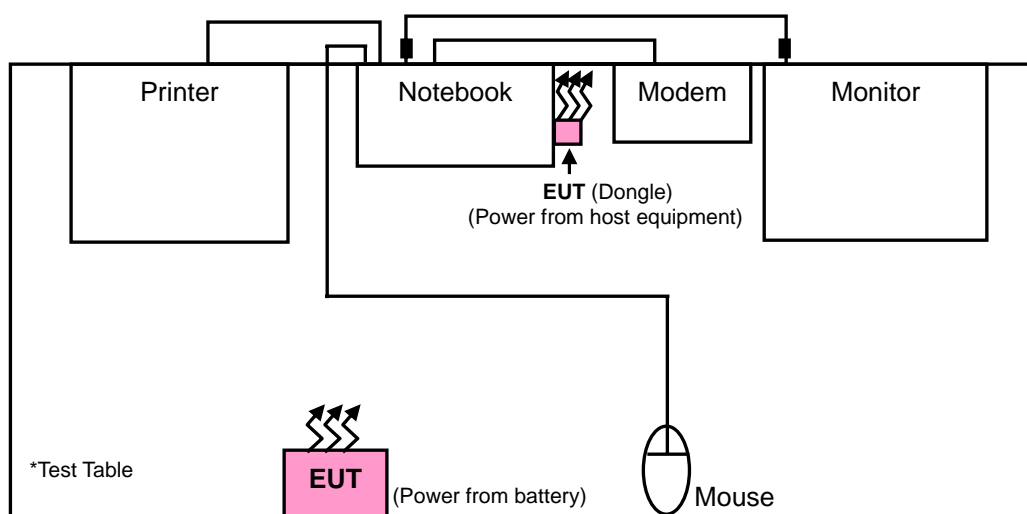 Printer
Notebook
Modem
Monitor
EUT (Dongle)
(Power from host equipment)
*Test Table
EUT
(Power from battery)
Mouse